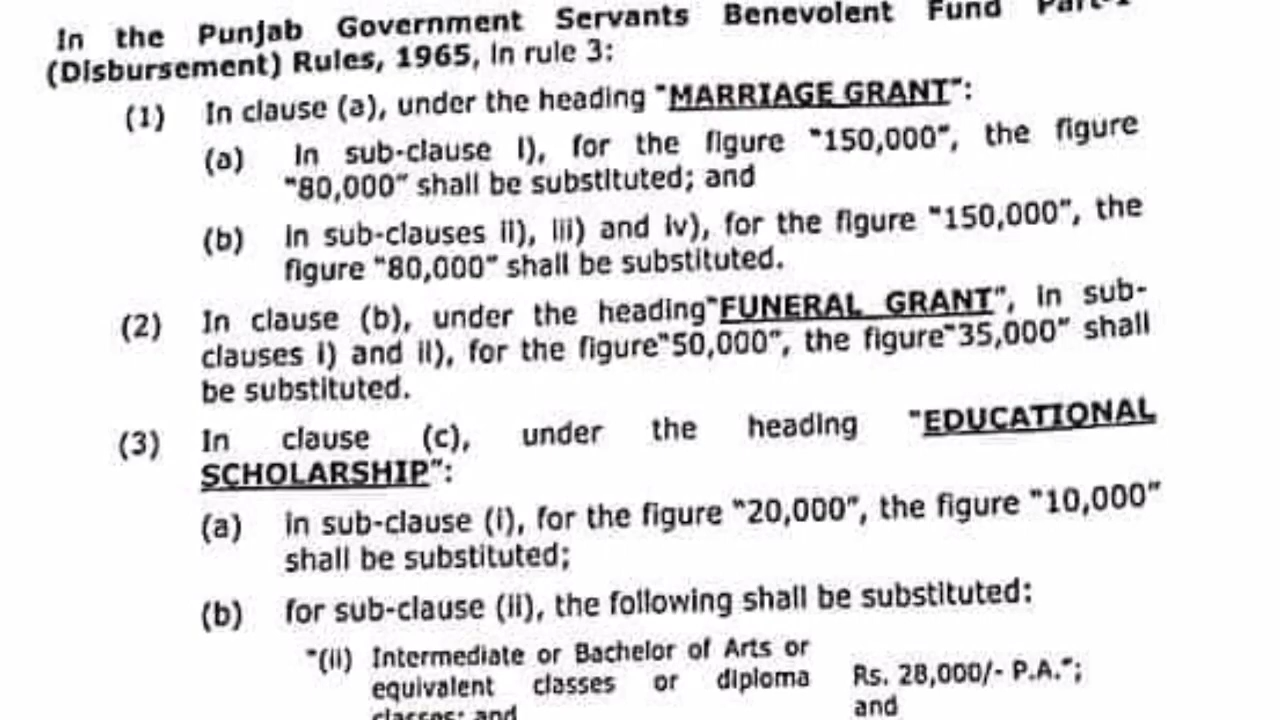 In the Punjab Government Servants Benevolent Fund Part-I
(Disbursement) Rules, 1965, in rule 3:
(1) In clause (a), under the heading "MARRIAGE GRANT":
(a) In sub-clause i), for the figure "150,000", the figure
"80,000" shall be substituted; and
(b) in sub-clauses ii), iii) and iv), for the figure "150,000", the
figure "80,000" shall be substituted.
(2) In clause (b), under the heading"FUNERAL GRANT", in sub-
clauses i) and ii), for the figure"50,000", the figure"35,000" shall
be substituted.
(3) In clause (c), under the heading "EDUCATIONAL
SCHOLARSHIP":
(a) in sub-clause (i), for the figure "20,000", the figure "10,000"
shall be substituted;
(b) for sub-clause (ii), the following shall be substituted:
"(ii) Intermediate or Bachelor of Arts or
equivalent classes or diploma Rs. 28,000/- P.A.";
classes; and and